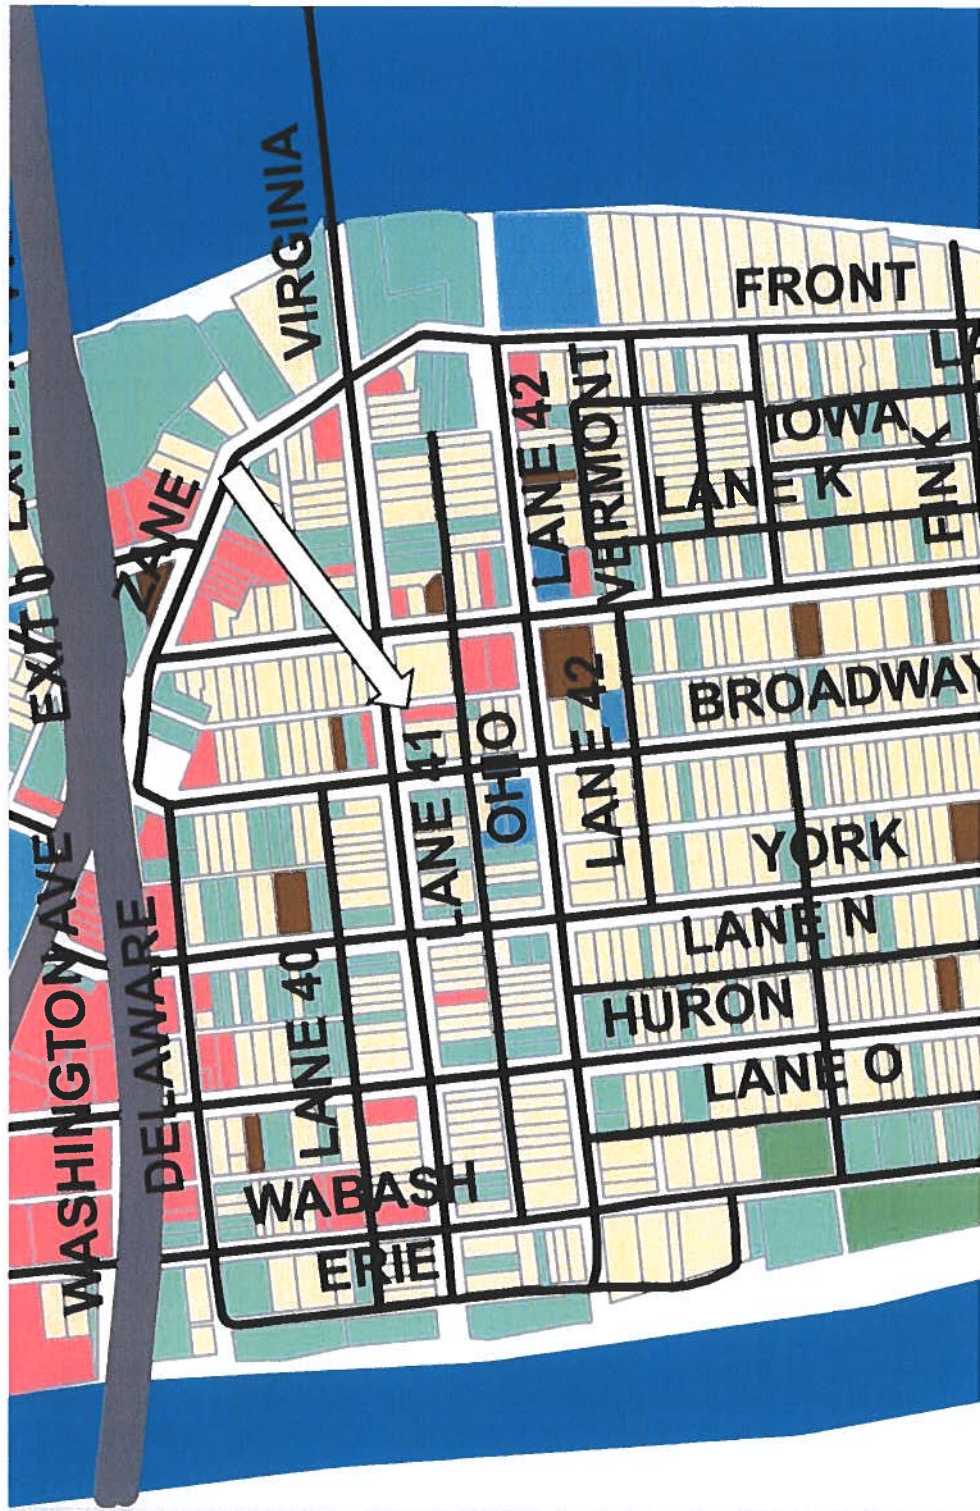 VIRGINIA
FRONT
LANE 42
VERMONT
IOWA
LANE K
FINK
ZANE
EXIT 0
BROADWAY
LANE 41
OHIO
LANE 42
YORK
WASHINGTON AVE
DELAWARE
LANE N
LANE 40
HURON
LANE O
WABASH
ERIE